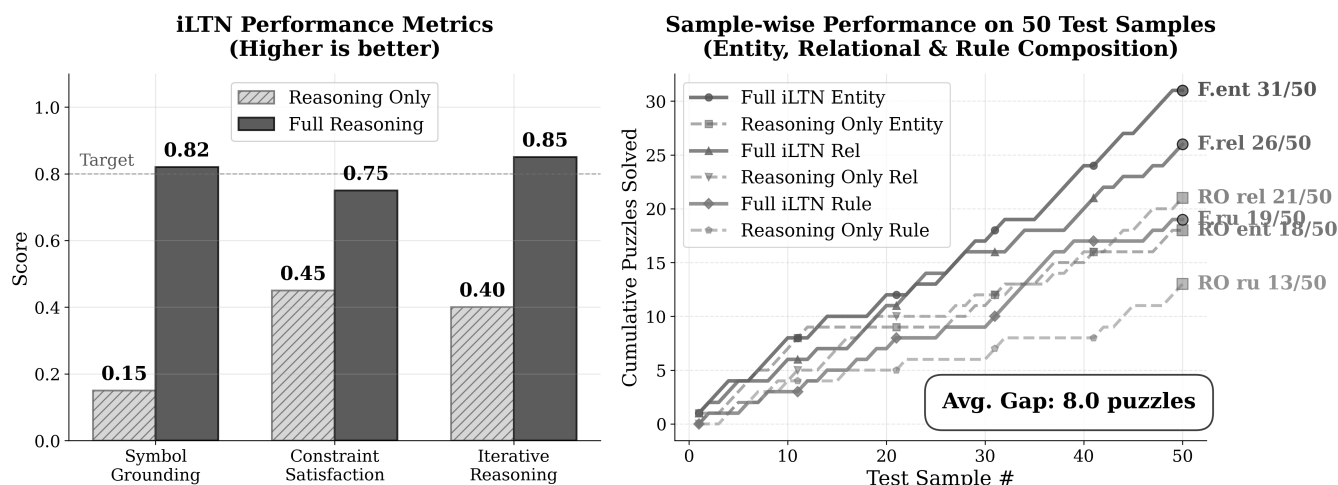 iLTN Performance Metrics
(Higher is better)
Score
1.0
0.8
0.6
0.4
0.2
0.0
Reasoning Only
Full Reasoning
Target
0.15
0.82
0.45
0.75
0.40
0.85
Symbol
Grounding
Constraint
Satisfaction
Iterative
Reasoning
Sample-wise Performance on 50 Test Samples
(Entity, Relational & Rule Composition)
Cumulative Puzzles Solved
30
25
20
15
10
5
0
Full iLTN Entity
Reasoning Only Entity
Full iLTN Rel
Reasoning Only Rel
Full iLTN Rule
Reasoning Only Rule
F.ent 31/50
F.rel 26/50
RO rel 21/50
F.ru 19/50
RO ent 18/50
RO ru 13/50
Avg. Gap: 8.0 puzzles
0 10 20 30 40 50
Test Sample #